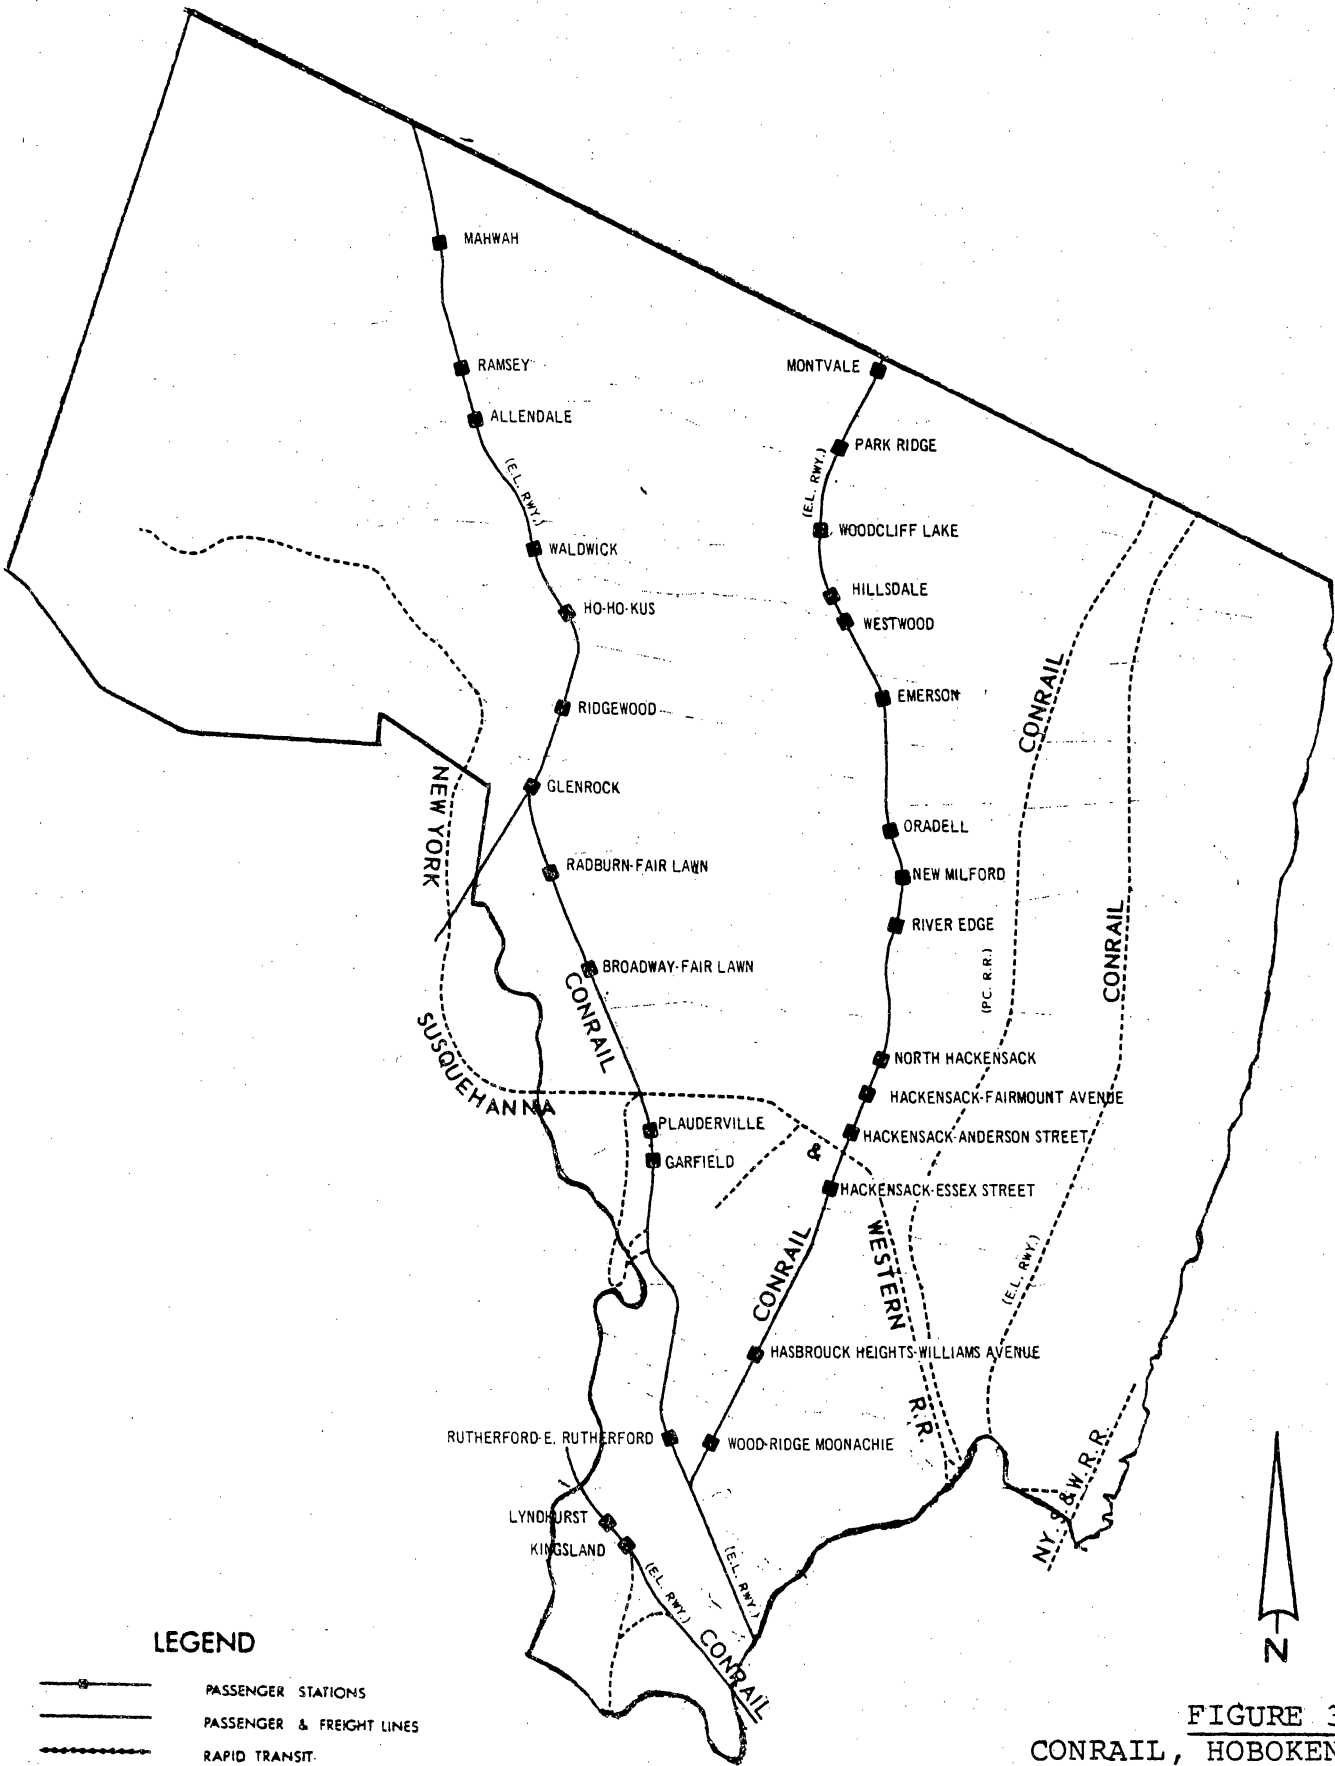 MAHWAH
RAMSEY
MONTVALE
ALLENDALE
PARK RIDGE
(E.L. RWY.)
(E.L. RWY.)
WOODCLIFF LAKE
WALDWICK
HILLSDALE
HO-HO-KUS
WESTWOOD
CONRAIL
EMERSON
RIDGEWOOD
NEW YORK
GLENROCK
ORADELL
RADBURN-FAIR LAWN
NEW MILFORD
RIVER EDGE
CONRAIL
BROADWAY-FAIR LAWN
(PC. R.R.)
CONRAIL
SUSQUEHANNA
NORTH HACKENSACK
HACKENSACK-FAIRMOUNT AVENUE
PLAUDERVILLE
HACKENSACK-ANDERSON STREET
&
GARFIELD
HACKENSACK-ESSEX STREET
WESTERN
CONRAIL
(E.L. RWY.)
HASBROUCK HEIGHTS-WILLIAMS AVENUE
R.R.
RUTHERFORD-E. RUTHERFORD
WOOD-RIDGE MOONACHIE
NY. S & W. R.R.
LYNDHURST
KINGSLAND
(E.L. RWY.)
(E.L. RWY.)
CONRAIL
N
LEGEND
PASSENGER STATIONS
PASSENGER & FREIGHT LINES
RAPID TRANSIT
FIGURE 3
CONRAIL, HOBOKEN